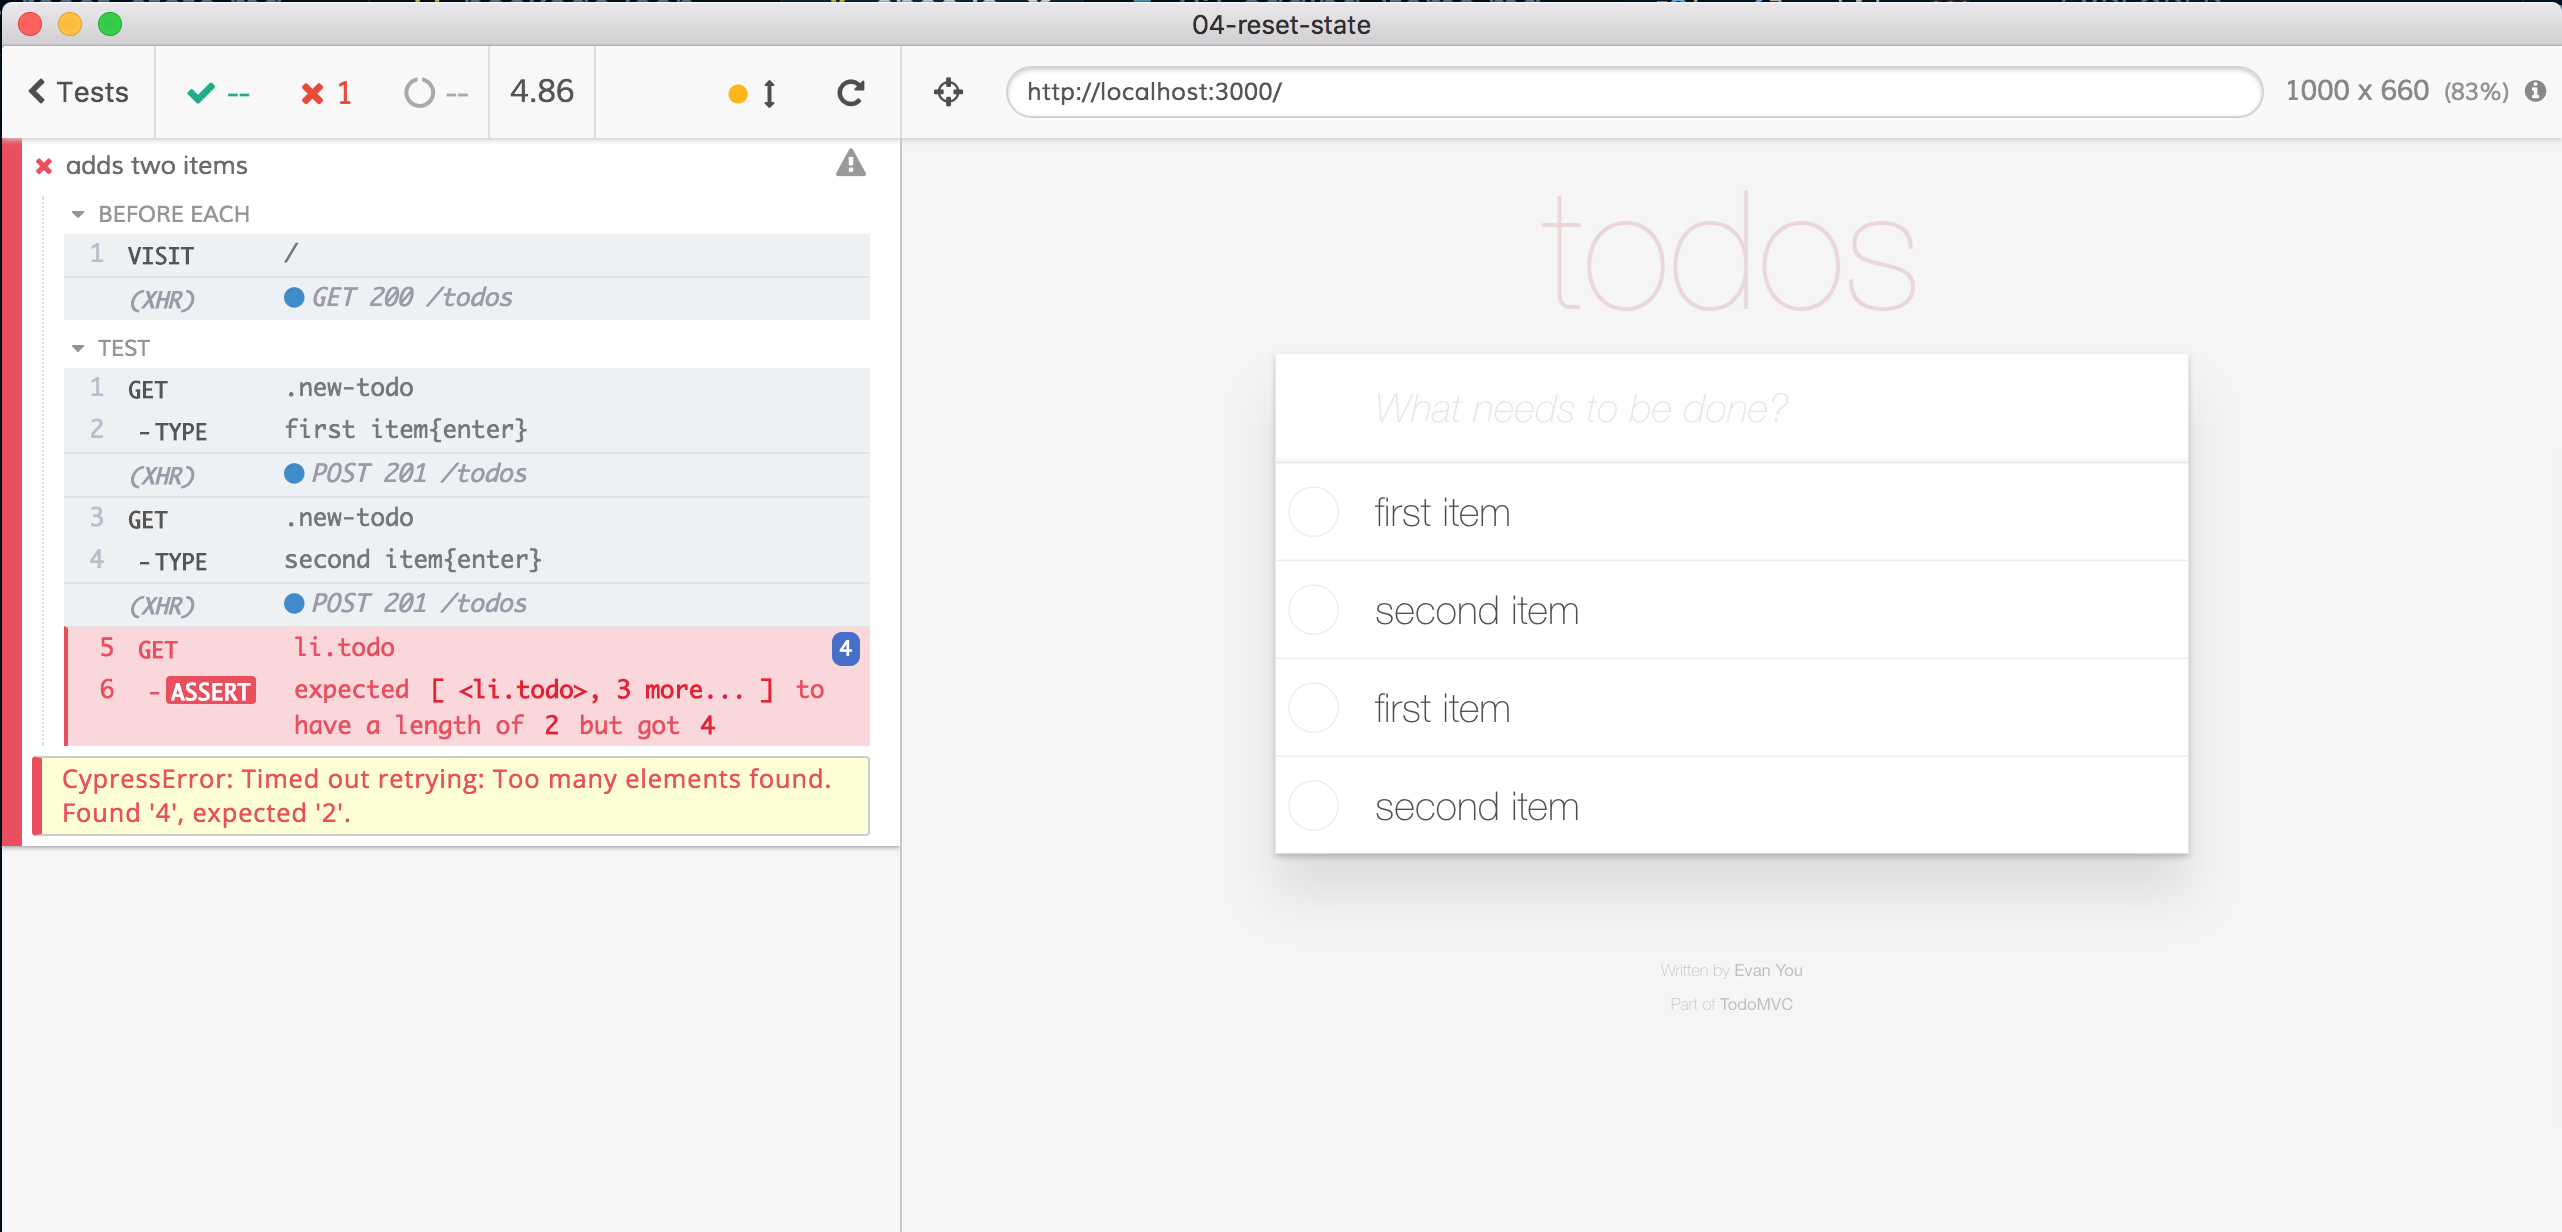 04-reset-state
Tests
--
1
--
4.86
http://localhost:3000/
1000 x 660 (83%)
adds two items
BEFORE EACH
1 VISIT /
(XHR) GET 200 /todos
TEST
1 GET .new-todo
2 -TYPE first item{enter}
(XHR) POST 201 /todos
3 GET .new-todo
4 -TYPE second item{enter}
(XHR) POST 201 /todos
5 GET li.todo 4
6 -ASSERT expected [ <li.todo>, 3 more... ] to
have a length of 2 but got 4
CypressError: Timed out retrying: Too many elements found.
Found '4', expected '2'.
todos
What needs to be done?
first item
second item
first item
second item
Written by Evan You
Part of TodoMVC